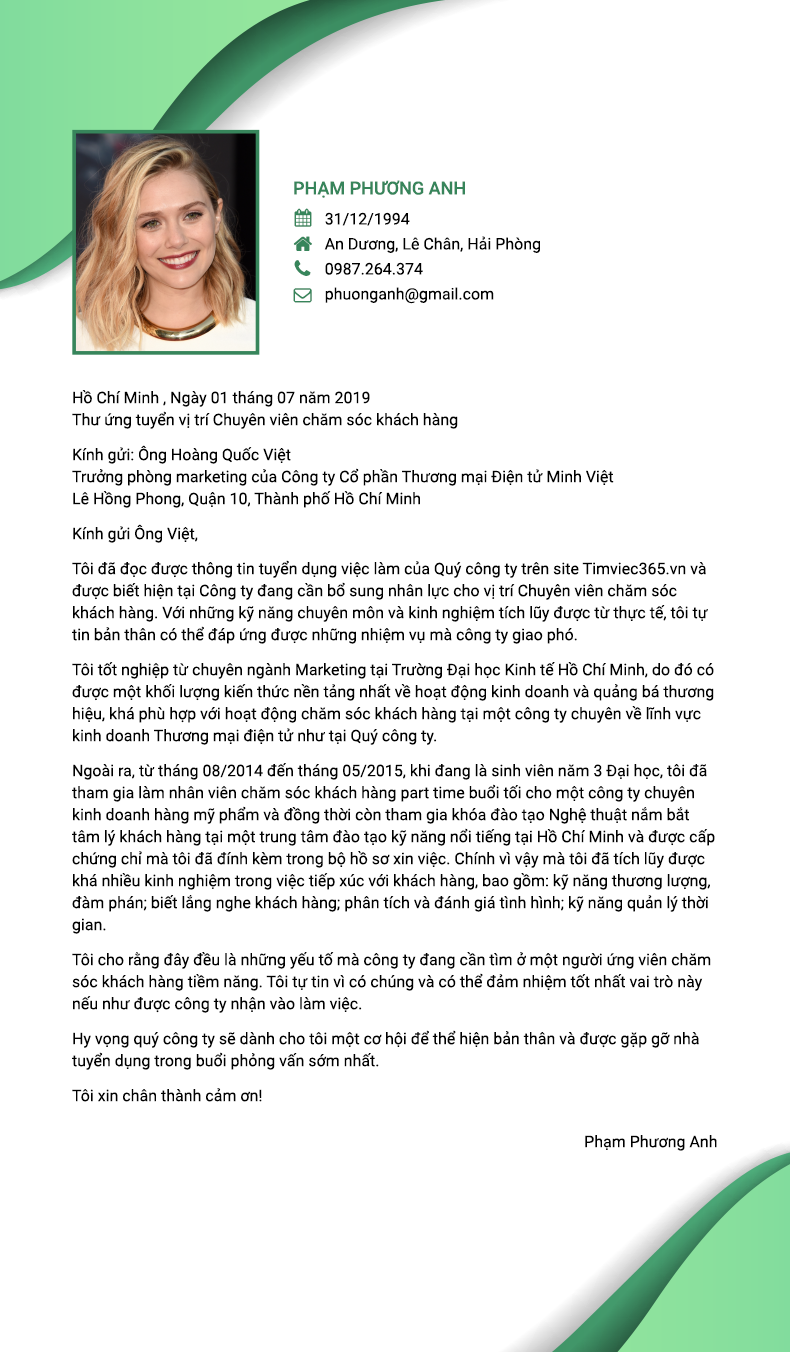 PHẠM PHƯƠNG ANH
31/12/1994
An Dương, Lê Chân, Hải Phòng
0987.264.374
phuonganh@gmail.com
Hồ Chí Minh , Ngày 01 tháng 07 năm 2019
Thư ứng tuyển vị trí Chuyên viên chăm sóc khách hàng
Kính gửi: Ông Hoàng Quốc Việt
Trưởng phòng marketing của Công ty Cổ phần Thương mại Điện tử Minh Việt
Lê Hồng Phong, Quận 10, Thành phố Hồ Chí Minh
Kính gửi Ông Việt,
Tôi đã đọc được thông tin tuyển dụng việc làm của Quý công ty trên site Timviec365.vn và
được biết hiện tại Công ty đang cần bổ sung nhân lực cho vị trí Chuyên viên chăm sóc
khách hàng. Với những kỹ năng chuyên môn và kinh nghiệm tích lũy được từ thực tế, tôi tự
tin bản thân có thể đáp ứng được những nhiệm vụ mà công ty giao phó.
Tôi tốt nghiệp từ chuyên ngành Marketing tại Trường Đại học Kinh tế Hồ Chí Minh, do đó có
được một khối lượng kiến thức nền tảng nhất về hoạt động kinh doanh và quảng bá thương
hiệu, khá phù hợp với hoạt động chăm sóc khách hàng tại một công ty chuyên về lĩnh vực
kinh doanh Thương mại điện tử như tại Quý công ty.
Ngoài ra, từ tháng 08/2014 đến tháng 05/2015, khi đang là sinh viên năm 3 Đại học, tôi đã
tham gia làm nhân viên chăm sóc khách hàng part time buổi tối cho một công ty chuyên
kinh doanh hàng mỹ phẩm và đồng thời còn tham gia khóa đào tạo Nghệ thuật nắm bắt
tâm lý khách hàng tại một trung tâm đào tạo kỹ năng nổi tiếng tại Hồ Chí Minh và được cấp
chứng chỉ mà tôi đã đính kèm trong bộ hồ sơ xin việc. Chính vì vậy mà tôi đã tích lũy được
khá nhiều kinh nghiệm trong việc tiếp xúc với khách hàng, bao gồm: kỹ năng thương lượng,
đàm phán; biết lắng nghe khách hàng; phân tích và đánh giá tình hình; kỹ năng quản lý thời
gian.
Tôi cho rằng đây đều là những yếu tố mà công ty đang cần tìm ở một người ứng viên chăm
sóc khách hàng tiềm năng. Tôi tự tin vì có chúng và có thể đảm nhiệm tốt nhất vai trò này
nếu như được công ty nhận vào làm việc.
Hy vọng quý công ty sẽ dành cho tôi một cơ hội để thể hiện bản thân và được gặp gỡ nhà
tuyển dụng trong buổi phỏng vấn sớm nhất.
Tôi xin chân thành cảm ơn!
Phạm Phương Anh